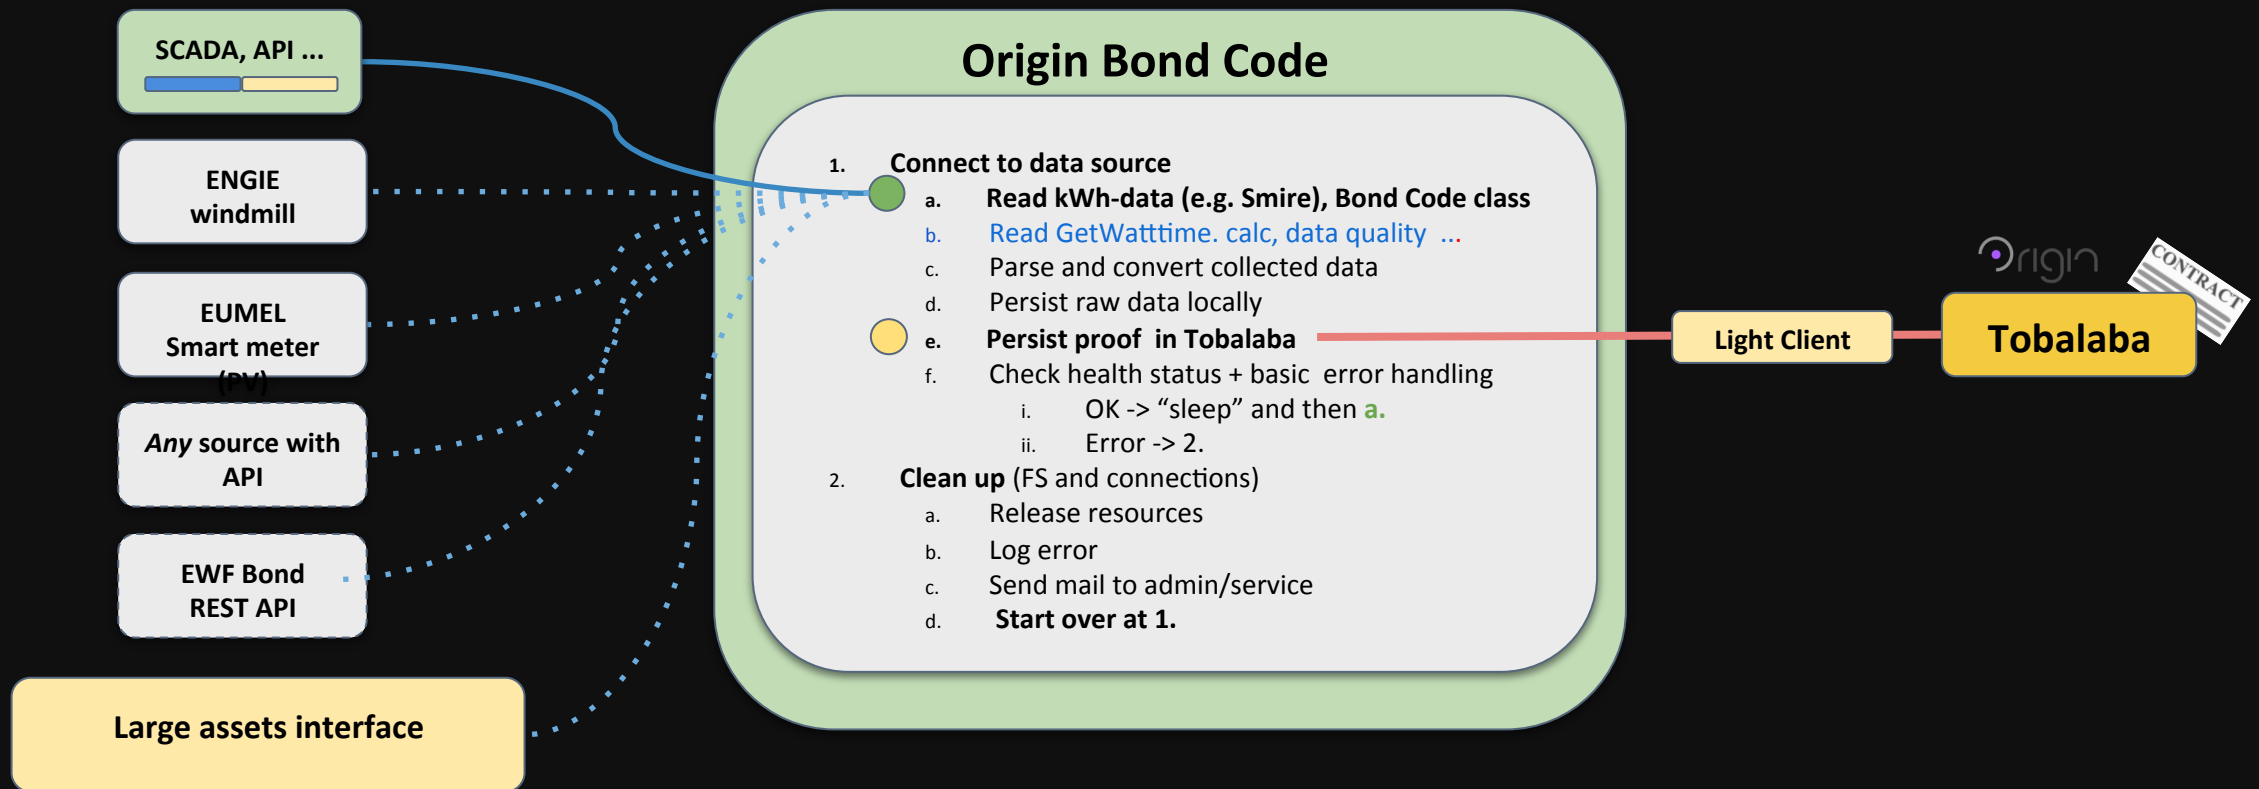 SCADA, API ...
ENGIE
windmill
EUMEL
Smart meter
(PV)
Any source with
API
EWF Bond
REST API
Large assets interface
Origin Bond Code
1. Connect to data source
a. Read kWh-data (e.g. Smire), Bond Code class
b. Read GetWatttime. calc, data quality ...
c. Parse and convert collected data
d. Persist raw data locally
e. Persist proof in Tobalaba
f. Check health status + basic error handling
i. OK -> “sleep” and then a.
ii. Error -> 2.
2. Clean up (FS and connections)
a. Release resources
b. Log error
c. Send mail to admin/service
d. Start over at 1.
Light Client
Origin
CONTRACT
Tobalaba